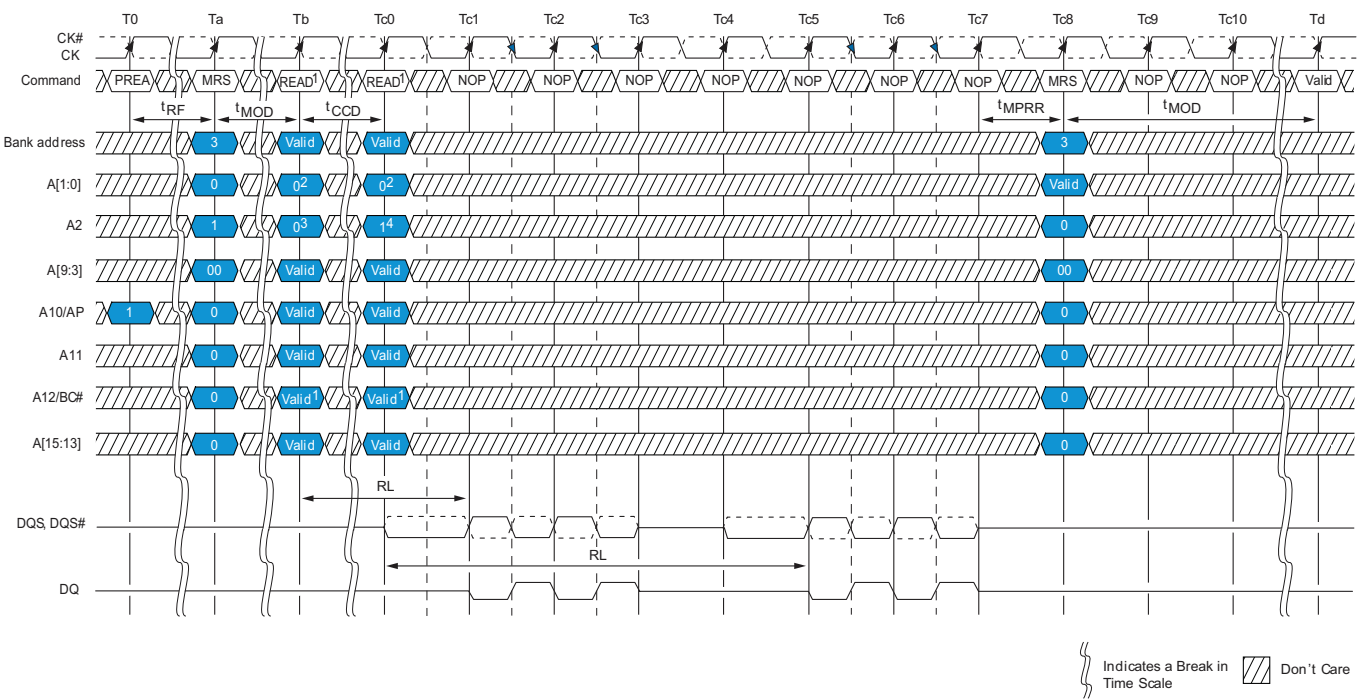 T0 Ta Tb Tc0 Tc1 Tc2 Tc3 Tc4 Tc5 Tc6 Tc7 Tc8 Tc9 Tc10 Td
CK#
CK
Command PREA MRS READ1 READ1 NOP NOP NOP NOP NOP NOP NOP MRS NOP NOP Valid
tRF tMOD tCCD tMPRR tMOD
Bank address 3 Valid Valid 3
A[1:0] 0 02 02 Valid
A2 1 03 14 0
A[9:3] 00 Valid Valid 00
A10/AP 1 0 Valid Valid 0
A11 0 Valid Valid 0
A12/BC# 0 Valid1 Valid1 0
A[15:13] 0 Valid Valid 0
RL
DQS, DQS#
RL
DQ
Indicates a Break in
Time Scale
Don't Care